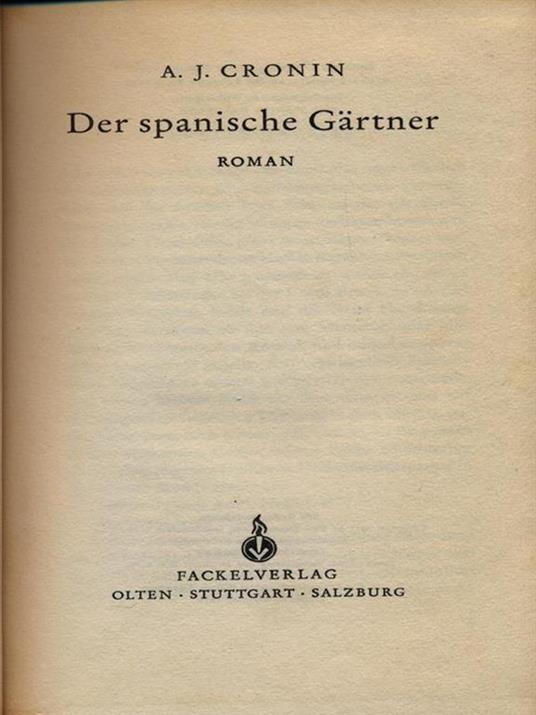 A. J. CRONIN
Der spanische Gärtner
ROMAN
FACKELVERLAG
OLTEN · STUTTGART · SALZBURG